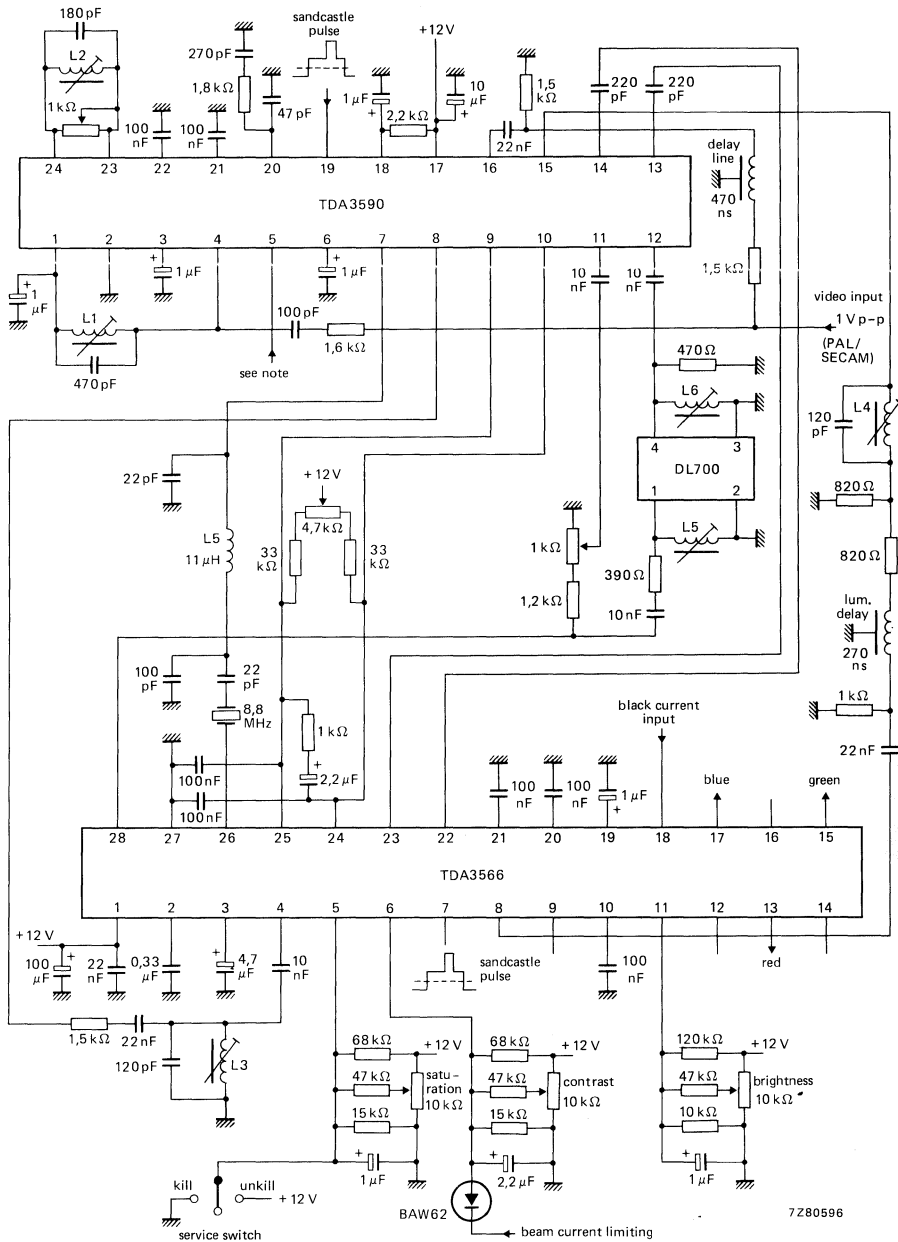 180 pF
L2
1 kΩ
100 nF
100 nF
270 pF
1,8 kΩ
47 pF
sandcastle pulse
1 µF
2,2 kΩ
+12 V
10 µF
22 nF
1,5 kΩ
220 pF
220 pF
delay line
470 ns
1,5 kΩ
24 23 22 21 20 19 18 17 16 15 14 13
TDA3590
1 2 3 4 5 6 7 8 9 10 11 12
+ 1 µF
L1
470 pF
+ 1 µF
100 pF
see note
+ 1 µF
1,6 kΩ
10 nF
10 nF
video input
1 V p-p
(PAL/SECAM)
470 Ω
L6
4 3
DL700
1 2
L5
390 Ω
10 nF
1 kΩ
1,2 kΩ
120 pF
L4
820 Ω
820 Ω
lum. delay
270 ns
1 kΩ
22 nF
22 pF
L5
11 µH
+12 V
4,7 kΩ
33 kΩ
33 kΩ
100 pF
22 pF
8,8 MHz
1 kΩ
+ 2,2 µF
100 nF
100 nF
100 nF
100 nF
1 µF +
black current input
blue
green
28 27 26 25 24 23 22 21 20 19 18 17 16 15
TDA3566
1 2 3 4 5 6 7 8 9 10 11 12 13 14
+12 V
100 µF +
22 nF
0,33 µF
+ 4,7 µF
10 nF
sandcastle pulse
100 nF
red
1,5 kΩ
22 nF
120 pF
L3
68 kΩ
+12 V
47 kΩ
satu-
ration
10 kΩ
15 kΩ
+ 1 µF
68 kΩ
+12 V
47 kΩ
contrast
10 kΩ
15 kΩ
+ 2,2 µF
120 kΩ
+12 V
47 kΩ
brightness
10 kΩ
10 kΩ
+ 1 µF
kill
unkill
+12 V
service switch
BAW62
beam current limiting
7Z80596